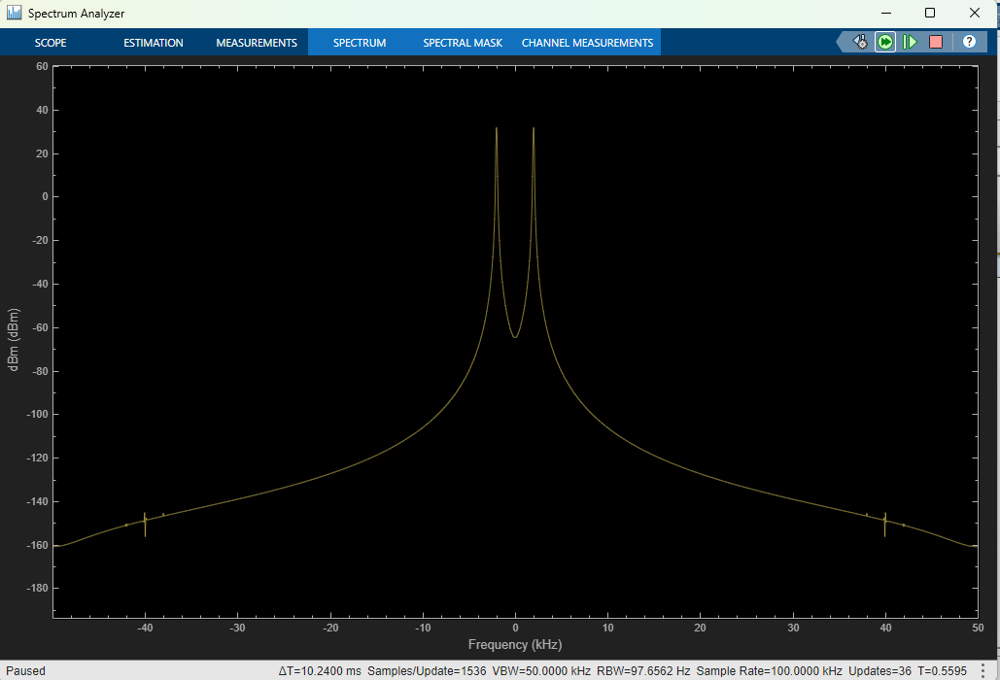 Spectrum Analyzer
SCOPE ESTIMATION MEASUREMENTS SPECTRUM SPECTRAL MASK CHANNEL MEASUREMENTS
60
40
20
0
-20
-40
-60
-80
-100
-120
-140
-160
-180
dBm (dBm)
-40 -30 -20 -10 0 10 20 30 40 50
Frequency (kHz)
Paused ΔT=10.2400 ms Samples/Update=1536 VBW=50.0000 kHz RBW=97.6562 Hz Sample Rate=100.0000 kHz Updates=36 T=0.5595